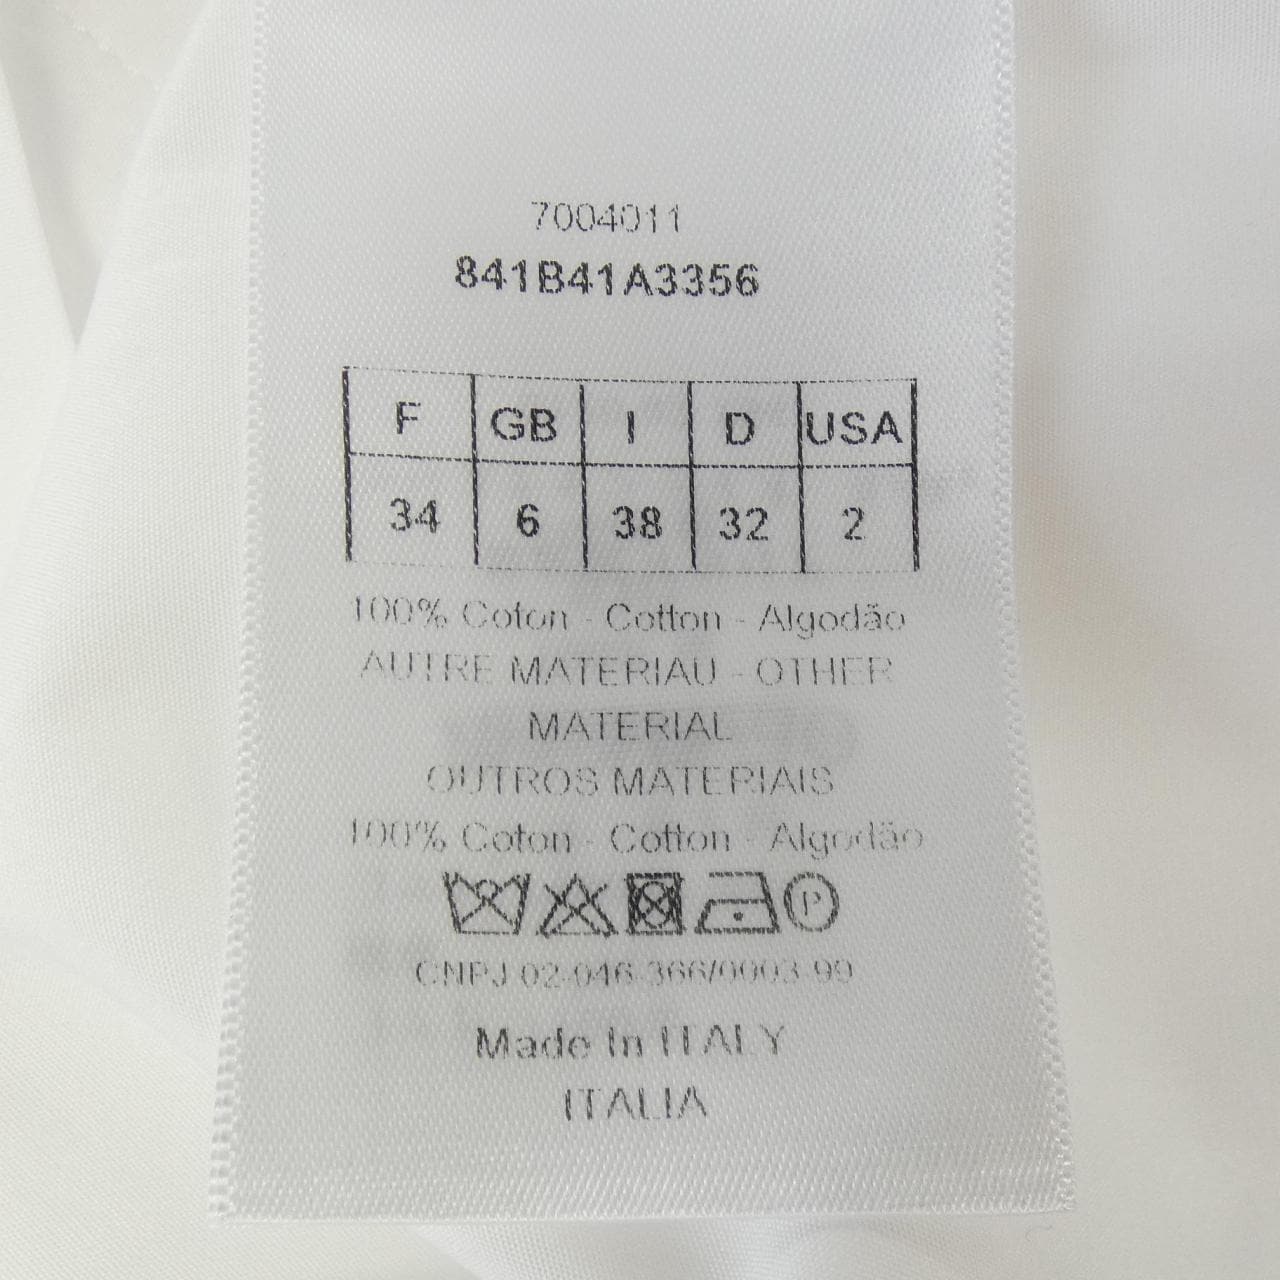 7004011
841B41A3356
F GB I D USA
34 6 38 32 2
100% Coton - Cotton - Algodão
AUTRE MATERIAU - OTHER
MATERIAL
OUTROS MATERIAIS
100% Coton - Cotton - Algodão
P
CNPJ 02-046-366/0003-99
Made In ITALY
ITALIA